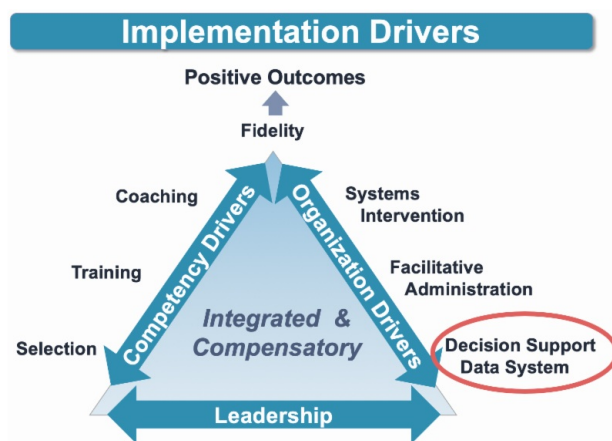 Implementation Drivers
Positive Outcomes
Fidelity
Coaching
Training
Selection
Competency Drivers
Organization Drivers
Systems
Intervention
Facilitative
Administration
Decision Support
Data System
Integrated &
Compensatory
Leadership